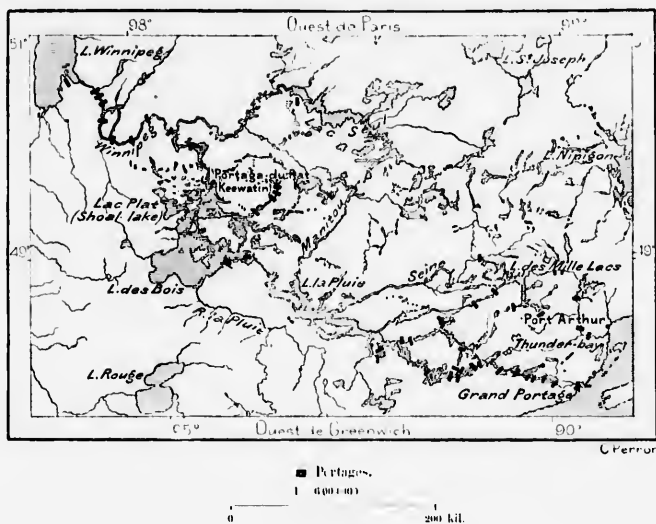 98° Ouest de Paris
51°
L. Winnipeg
L. St Joseph
Winnipeg
L. Nipigon
Portage-du-Rat
(Keewatin)
Lac Plat
(Shoal-lake)
Manitou
49°
49°
L. des Mille Lacs
Seine
L. la Pluie
L. des Bois
R. la Pluie
Port Arthur
Thunder-bay
L. Rouge
Grand Portage
95° Ouest de Greenwich 90°
C. Perron
■ Portages.
0 200 kil.